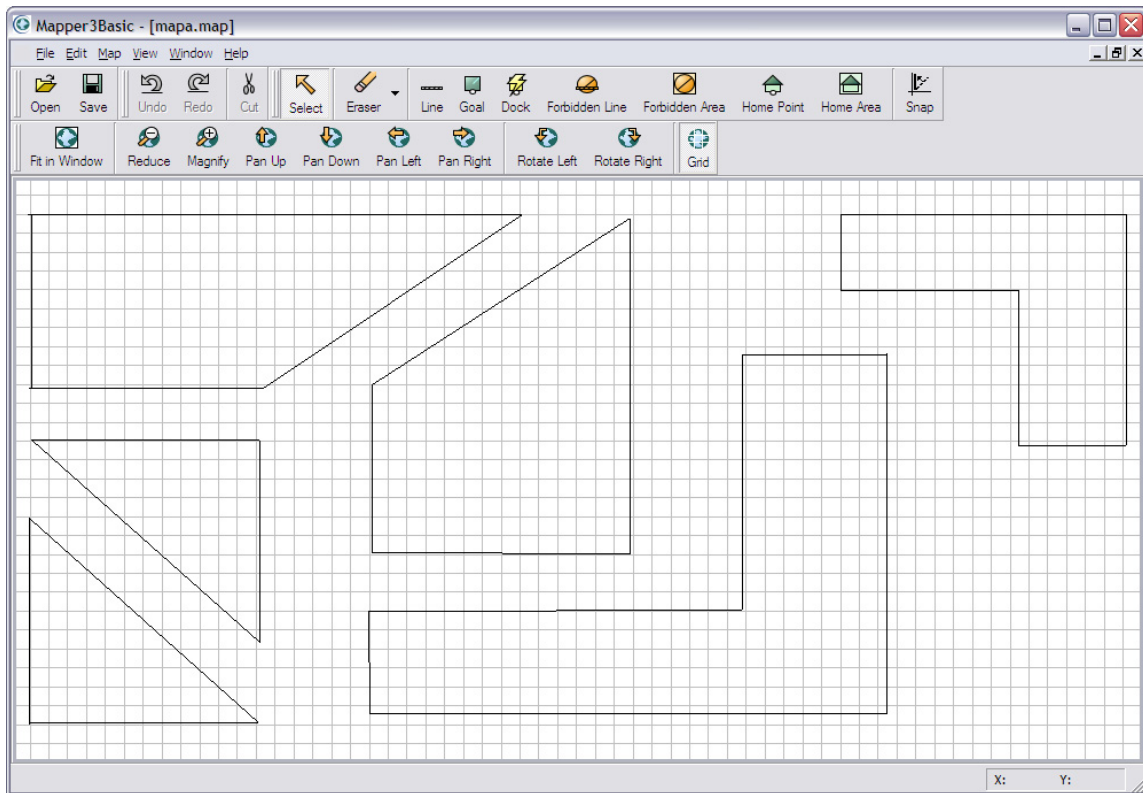 Mapper3Basic - [mapa.map]
File Edit Map View Window Help
Open Save Undo Redo Cut Select Eraser Line Goal Dock Forbidden Line Forbidden Area Home Point Home Area Snap
Fit in Window Reduce Magnify Pan Up Pan Down Pan Left Pan Right Rotate Left Rotate Right Grid
X: Y: